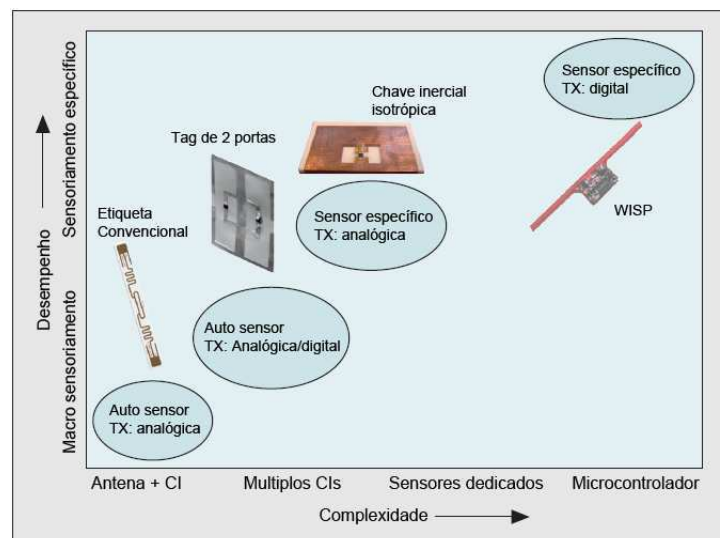 Desempenho
Sensoriamento específico
Macro sensoriamento
Sensor específico
TX: digital
Chave inercial
isotrópica
Tag de 2 portas
Etiqueta
Convencional
Sensor específico
TX: analógica
WISP
Auto sensor
TX: Analógica/digital
Auto sensor
TX: analógica
Antena + CI
Multiplos CIs
Sensores dedicados
Microcontrolador
Complexidade